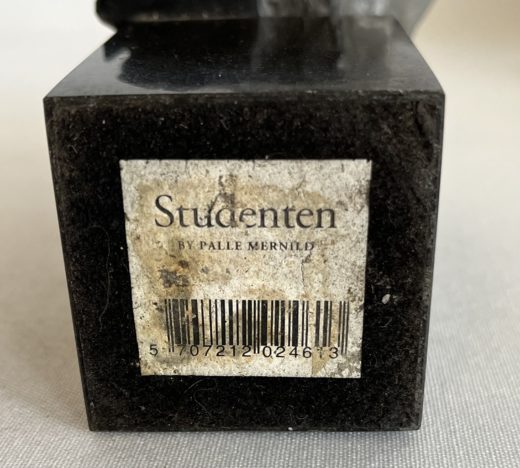 Studenten
BY PALLE MERNILD
5 707212 024613